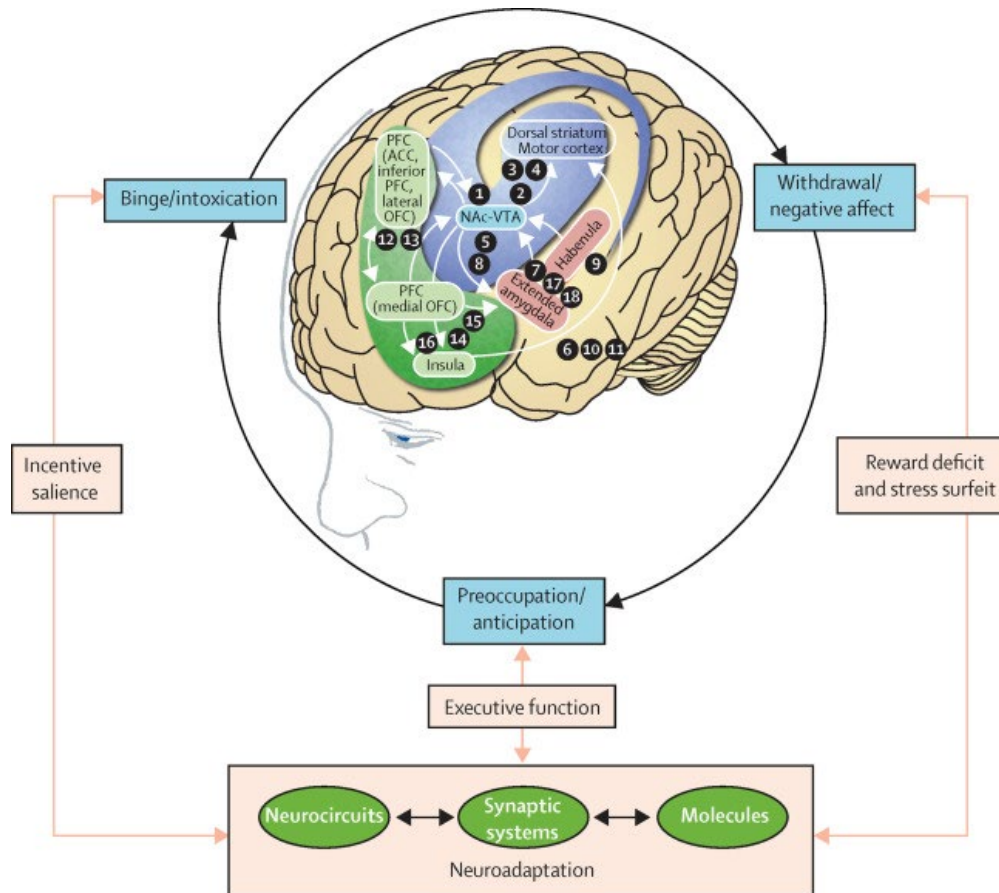 PFC
(ACC,
inferior
PFC,
lateral
OFC)
Dorsal striatum
Motor cortex
3 4
1 2
Binge/intoxication
Withdrawal/
negative affect
NAc-VTA
12 13
5
8
Habenula
7
9
17
18
Extended
amygdala
PFC
(medial OFC)
15
14
16
6 10 11
Insula
Incentive
salience
Reward deficit
and stress surfeit
Preoccupation/
anticipation
Executive function
Neurocircuits
Synaptic
systems
Molecules
Neuroadaptation